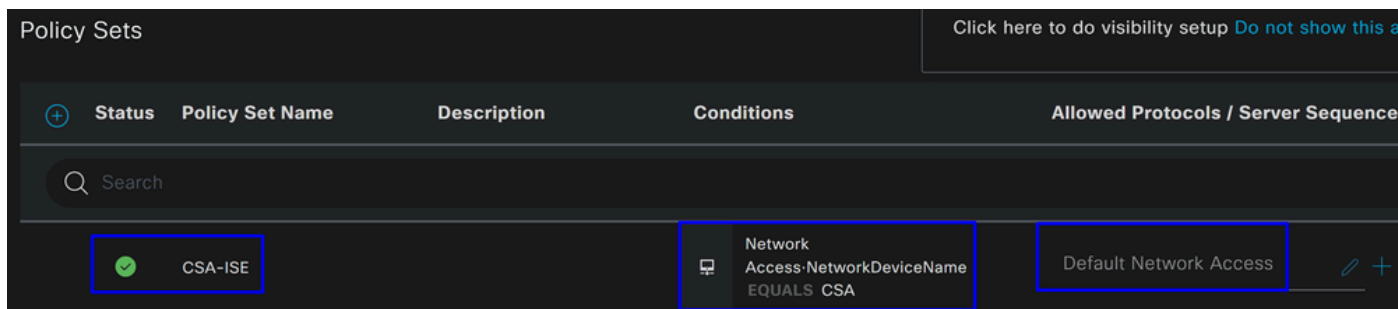 Policy Sets
Click here to do visibility setup Do not show this a
Status Policy Set Name Description Conditions Allowed Protocols / Server Sequence
Search
CSA-ISE
Network
Access·NetworkDeviceName
EQUALS CSA
Default Network Access